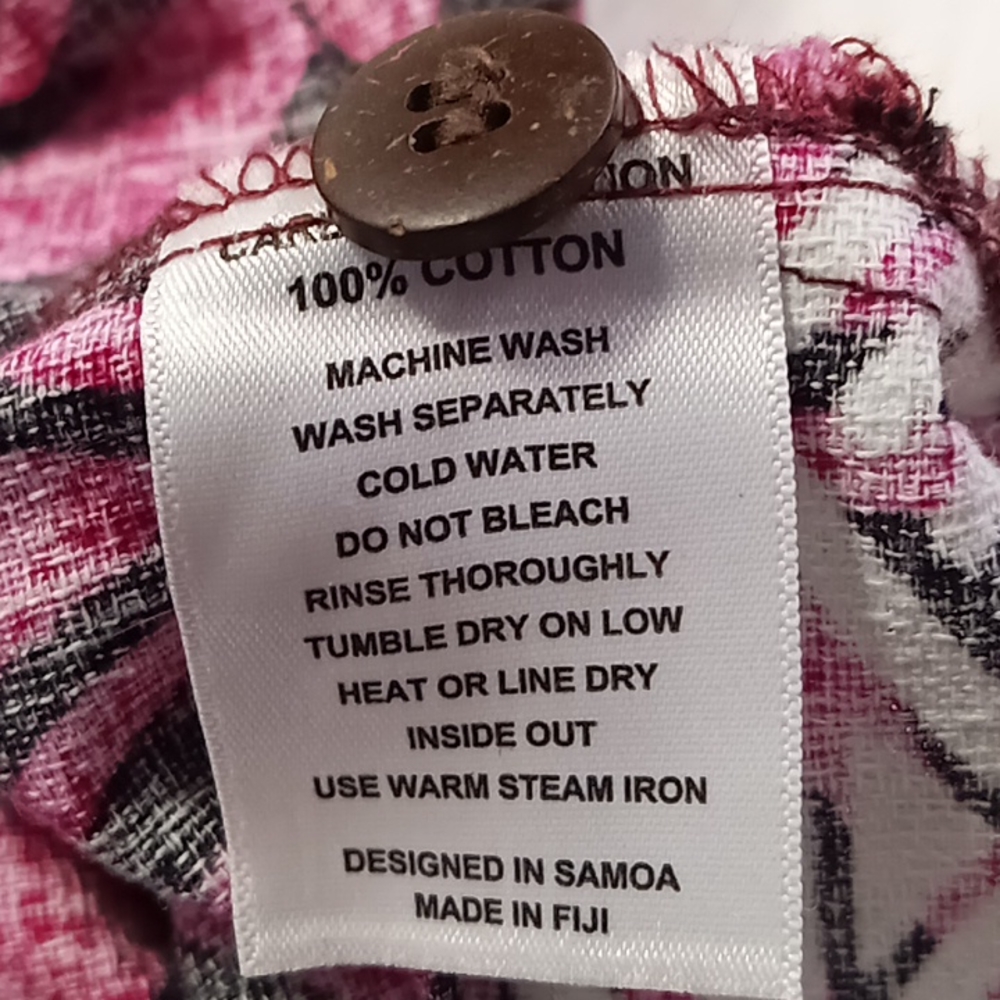 100% COTTON
MACHINE WASH
WASH SEPARATELY
COLD WATER
DO NOT BLEACH
RINSE THOROUGHLY
TUMBLE DRY ON LOW
HEAT OR LINE DRY
INSIDE OUT
USE WARM STEAM IRON
DESIGNED IN SAMOA
MADE IN FIJI